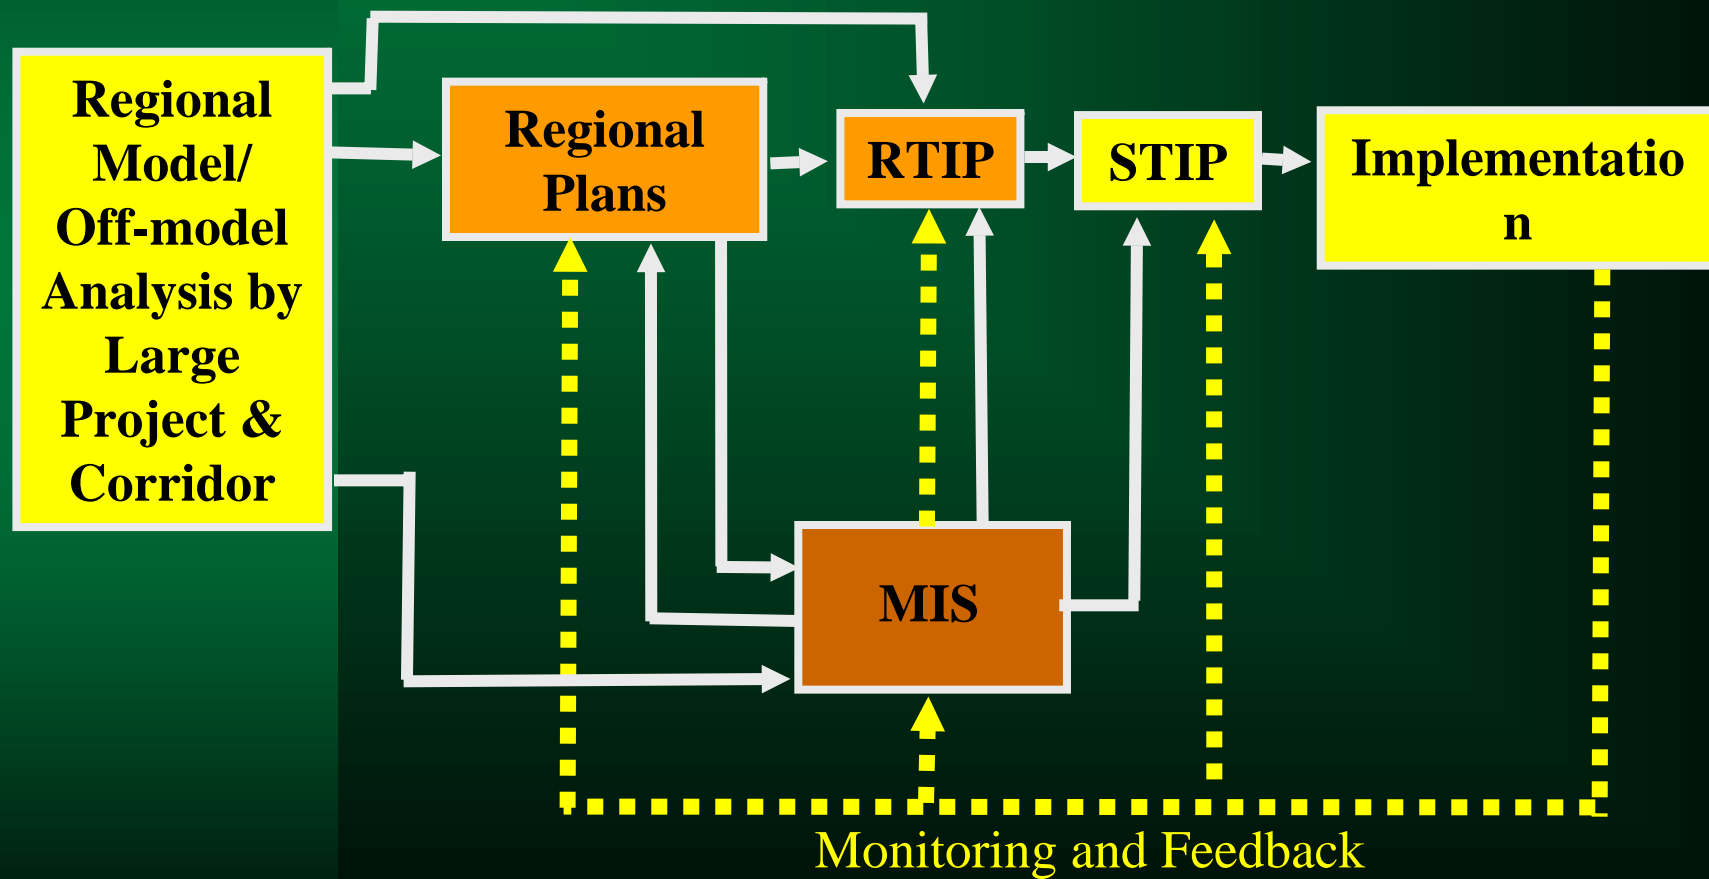 Regional
Model/
Off-model
Analysis by
Large
Project &
Corridor
Regional
Plans
RTIP
STIP
Implementatio
n
MIS
Monitoring and Feedback